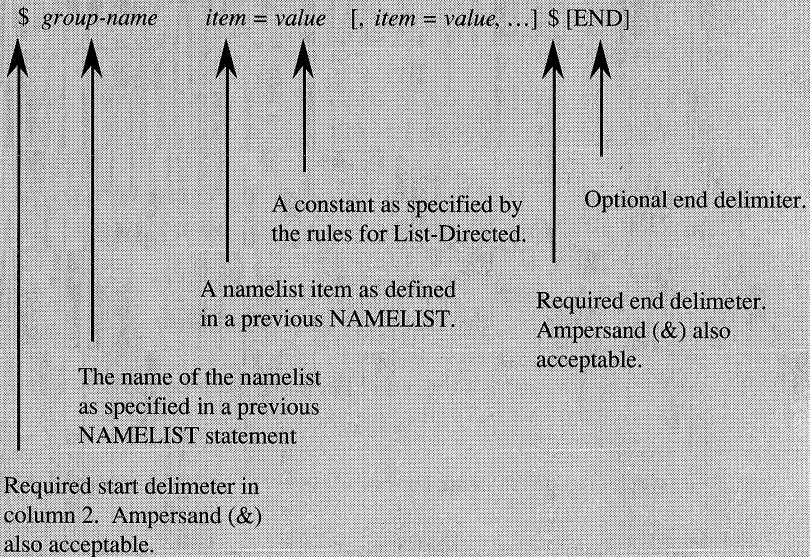 $ group-name item = value [, item = value, …] $ [END]
A constant as specified by
the rules for List-Directed.
Optional end delimiter.
A namelist item as defined
in a previous NAMELIST.
Required end delimeter.
Ampersand (&) also
acceptable.
The name of the namelist
as specified in a previous
NAMELIST statement
Required start delimeter in
column 2. Ampersand (&)
also acceptable.